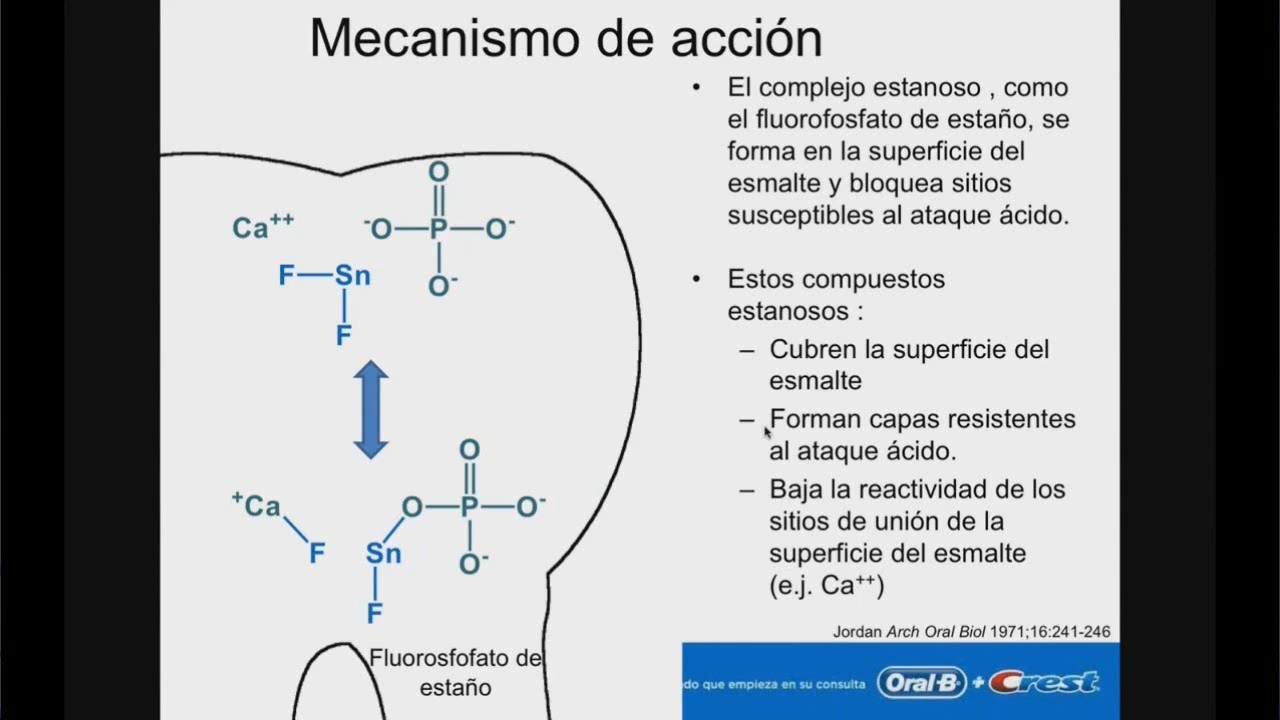 Mecanismo de acción
• El complejo estanoso , como
el fluorofosfato de estaño, se
forma en la superficie del
esmalte y bloquea sitios
susceptibles al ataque ácido.
• Estos compuestos
estanosos :
– Cubren la superficie del
esmalte
– Forman capas resistentes
al ataque ácido.
– Baja la reactividad de los
sitios de unión de la
superficie del esmalte
(e.j. Ca⁺⁺)
Jordan Arch Oral Biol 1971;16:241-246
do que empieza en su consulta Oral-B + Crest
O
Ca⁺⁺ ⁻O—P—O⁻
F—Sn O⁻
F
O
⁺Ca O—P—O⁻
F Sn O⁻
F
Fluorosfofato de
estaño